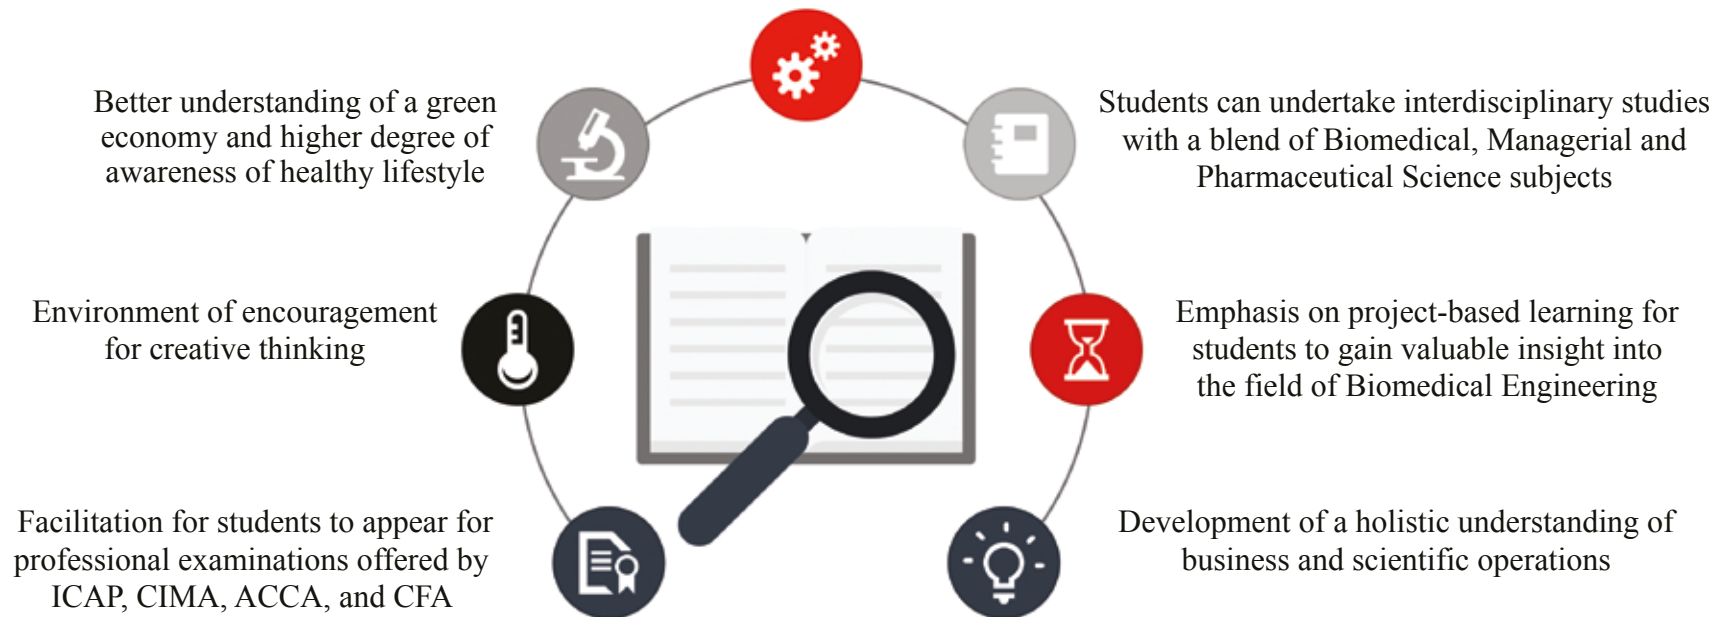 Better understanding of a green
economy and higher degree of
awareness of healthy lifestyle
Students can undertake interdisciplinary studies
with a blend of Biomedical, Managerial and
Pharmaceutical Science subjects
Environment of encouragement
for creative thinking
Emphasis on project-based learning for
students to gain valuable insight into
the field of Biomedical Engineering
Facilitation for students to appear for
professional examinations offered by
ICAP, CIMA, ACCA, and CFA
Development of a holistic understanding of
business and scientific operations